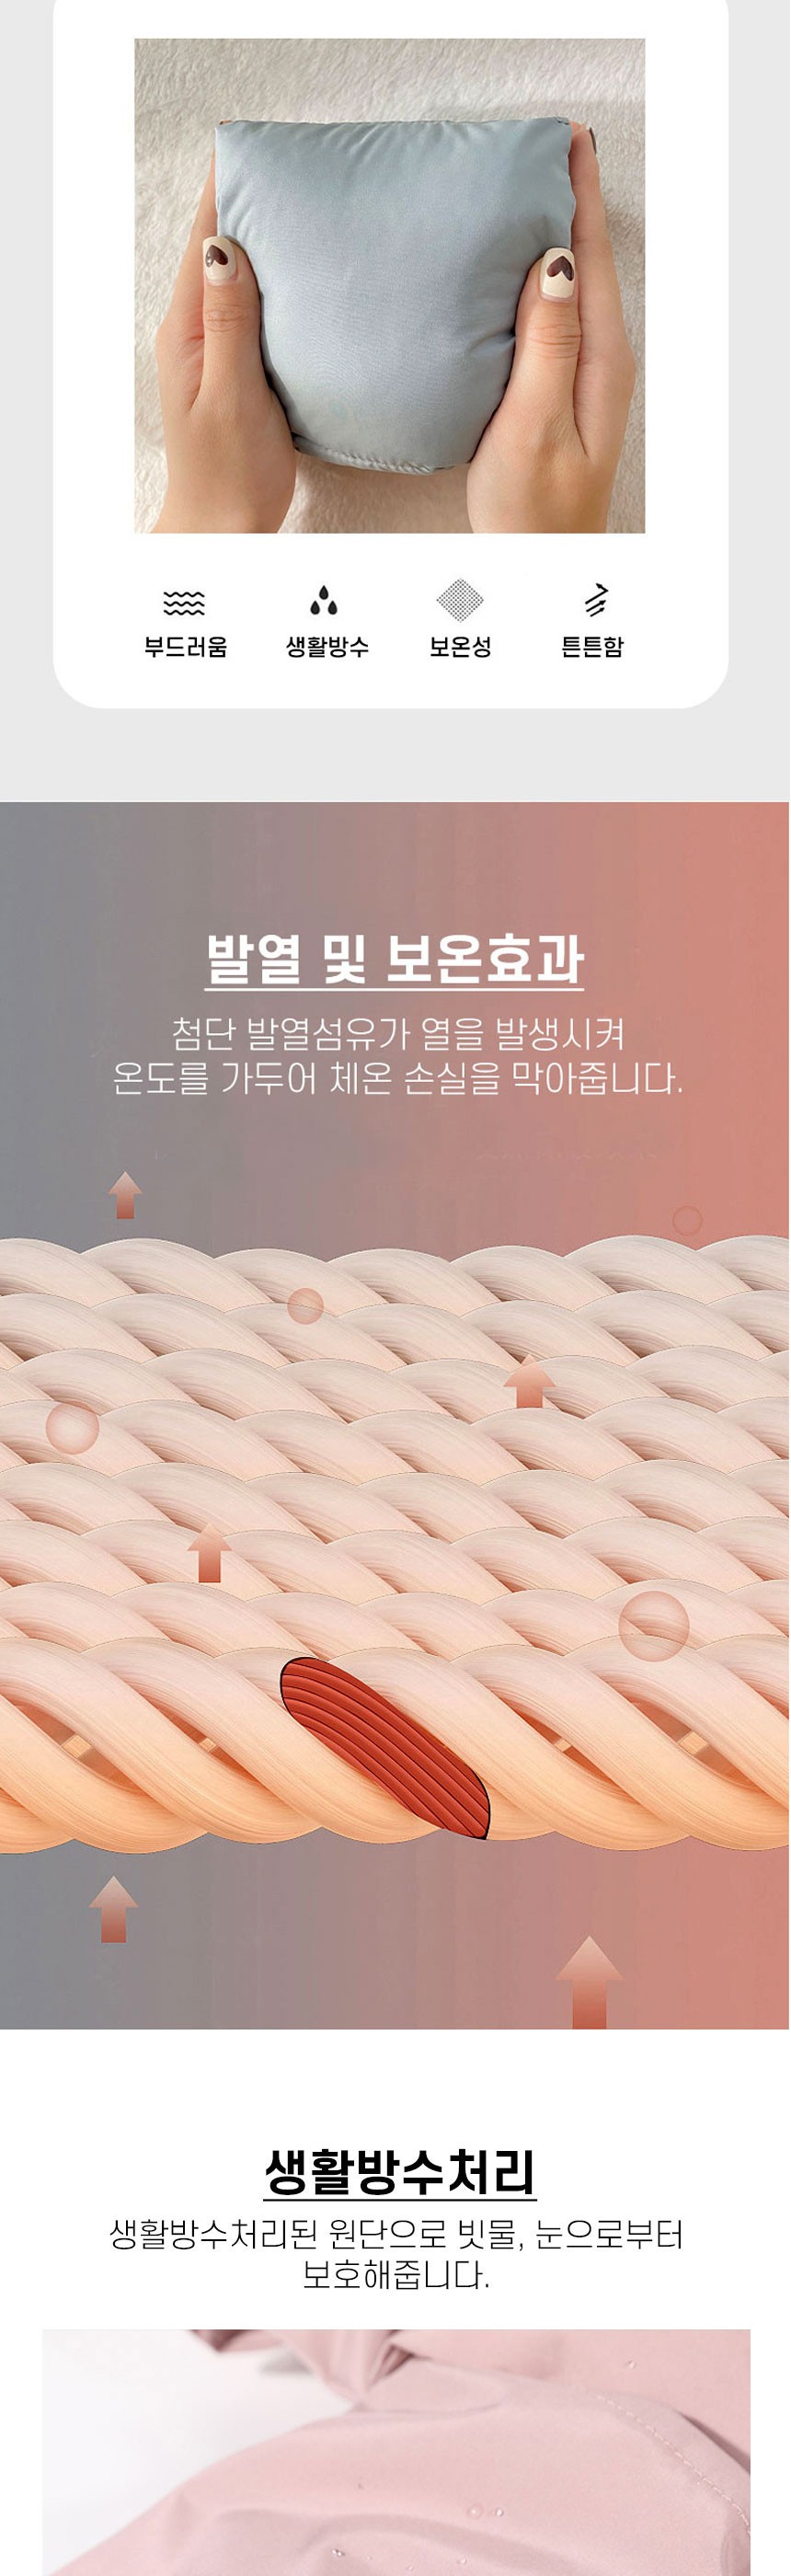 부드러움
생활방수
보온성
튼튼함
발열 및 보온효과
첨단 발열섬유가 열을 발생시켜
온도를 가두어 체온 손실을 막아줍니다.
생활방수처리
생활방수처리된 원단으로 빗물, 눈으로부터
보호해줍니다.